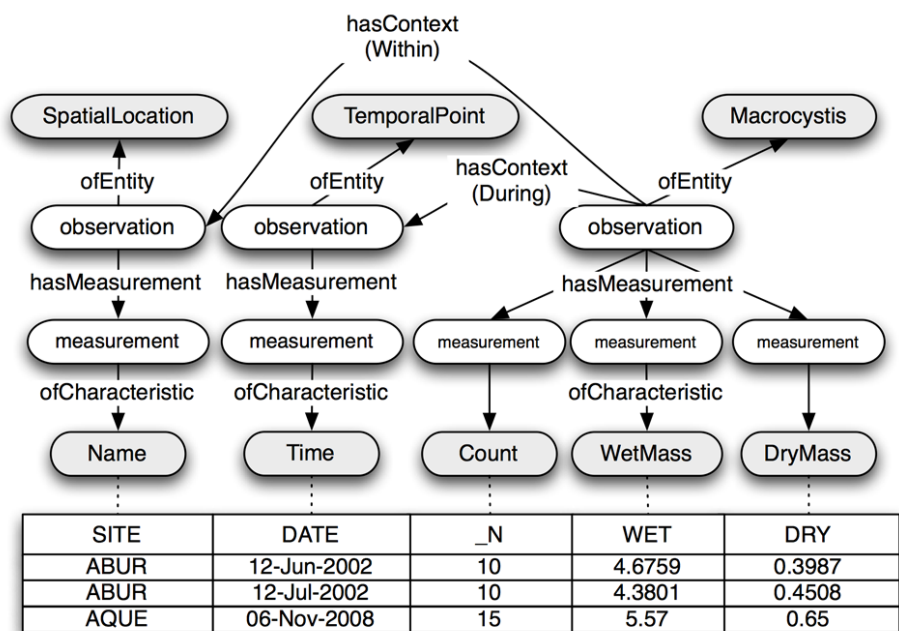 hasContext
(Within)
SpatialLocation
TemporalPoint
Macrocystis
ofEntity
ofEntity
hasContext
(During)
ofEntity
observation
observation
observation
hasMeasurement
hasMeasurement
hasMeasurement
measurement
measurement
measurement
measurement
measurement
ofCharacteristic
ofCharacteristic
ofCharacteristic
Name
Time
Count
WetMass
DryMass
SITE DATE _N WET DRY
ABUR 12-Jun-2002 10 4.6759 0.3987
ABUR 12-Jul-2002 10 4.3801 0.4508
AQUE 06-Nov-2008 15 5.57 0.65